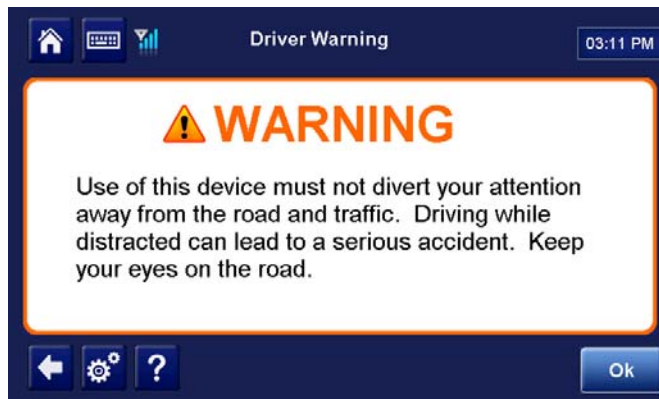 Driver Warning
03:11 PM
WARNING
Use of this device must not divert your attention
away from the road and traffic.  Driving while
distracted can lead to a serious accident.  Keep
your eyes on the road.
?
Ok